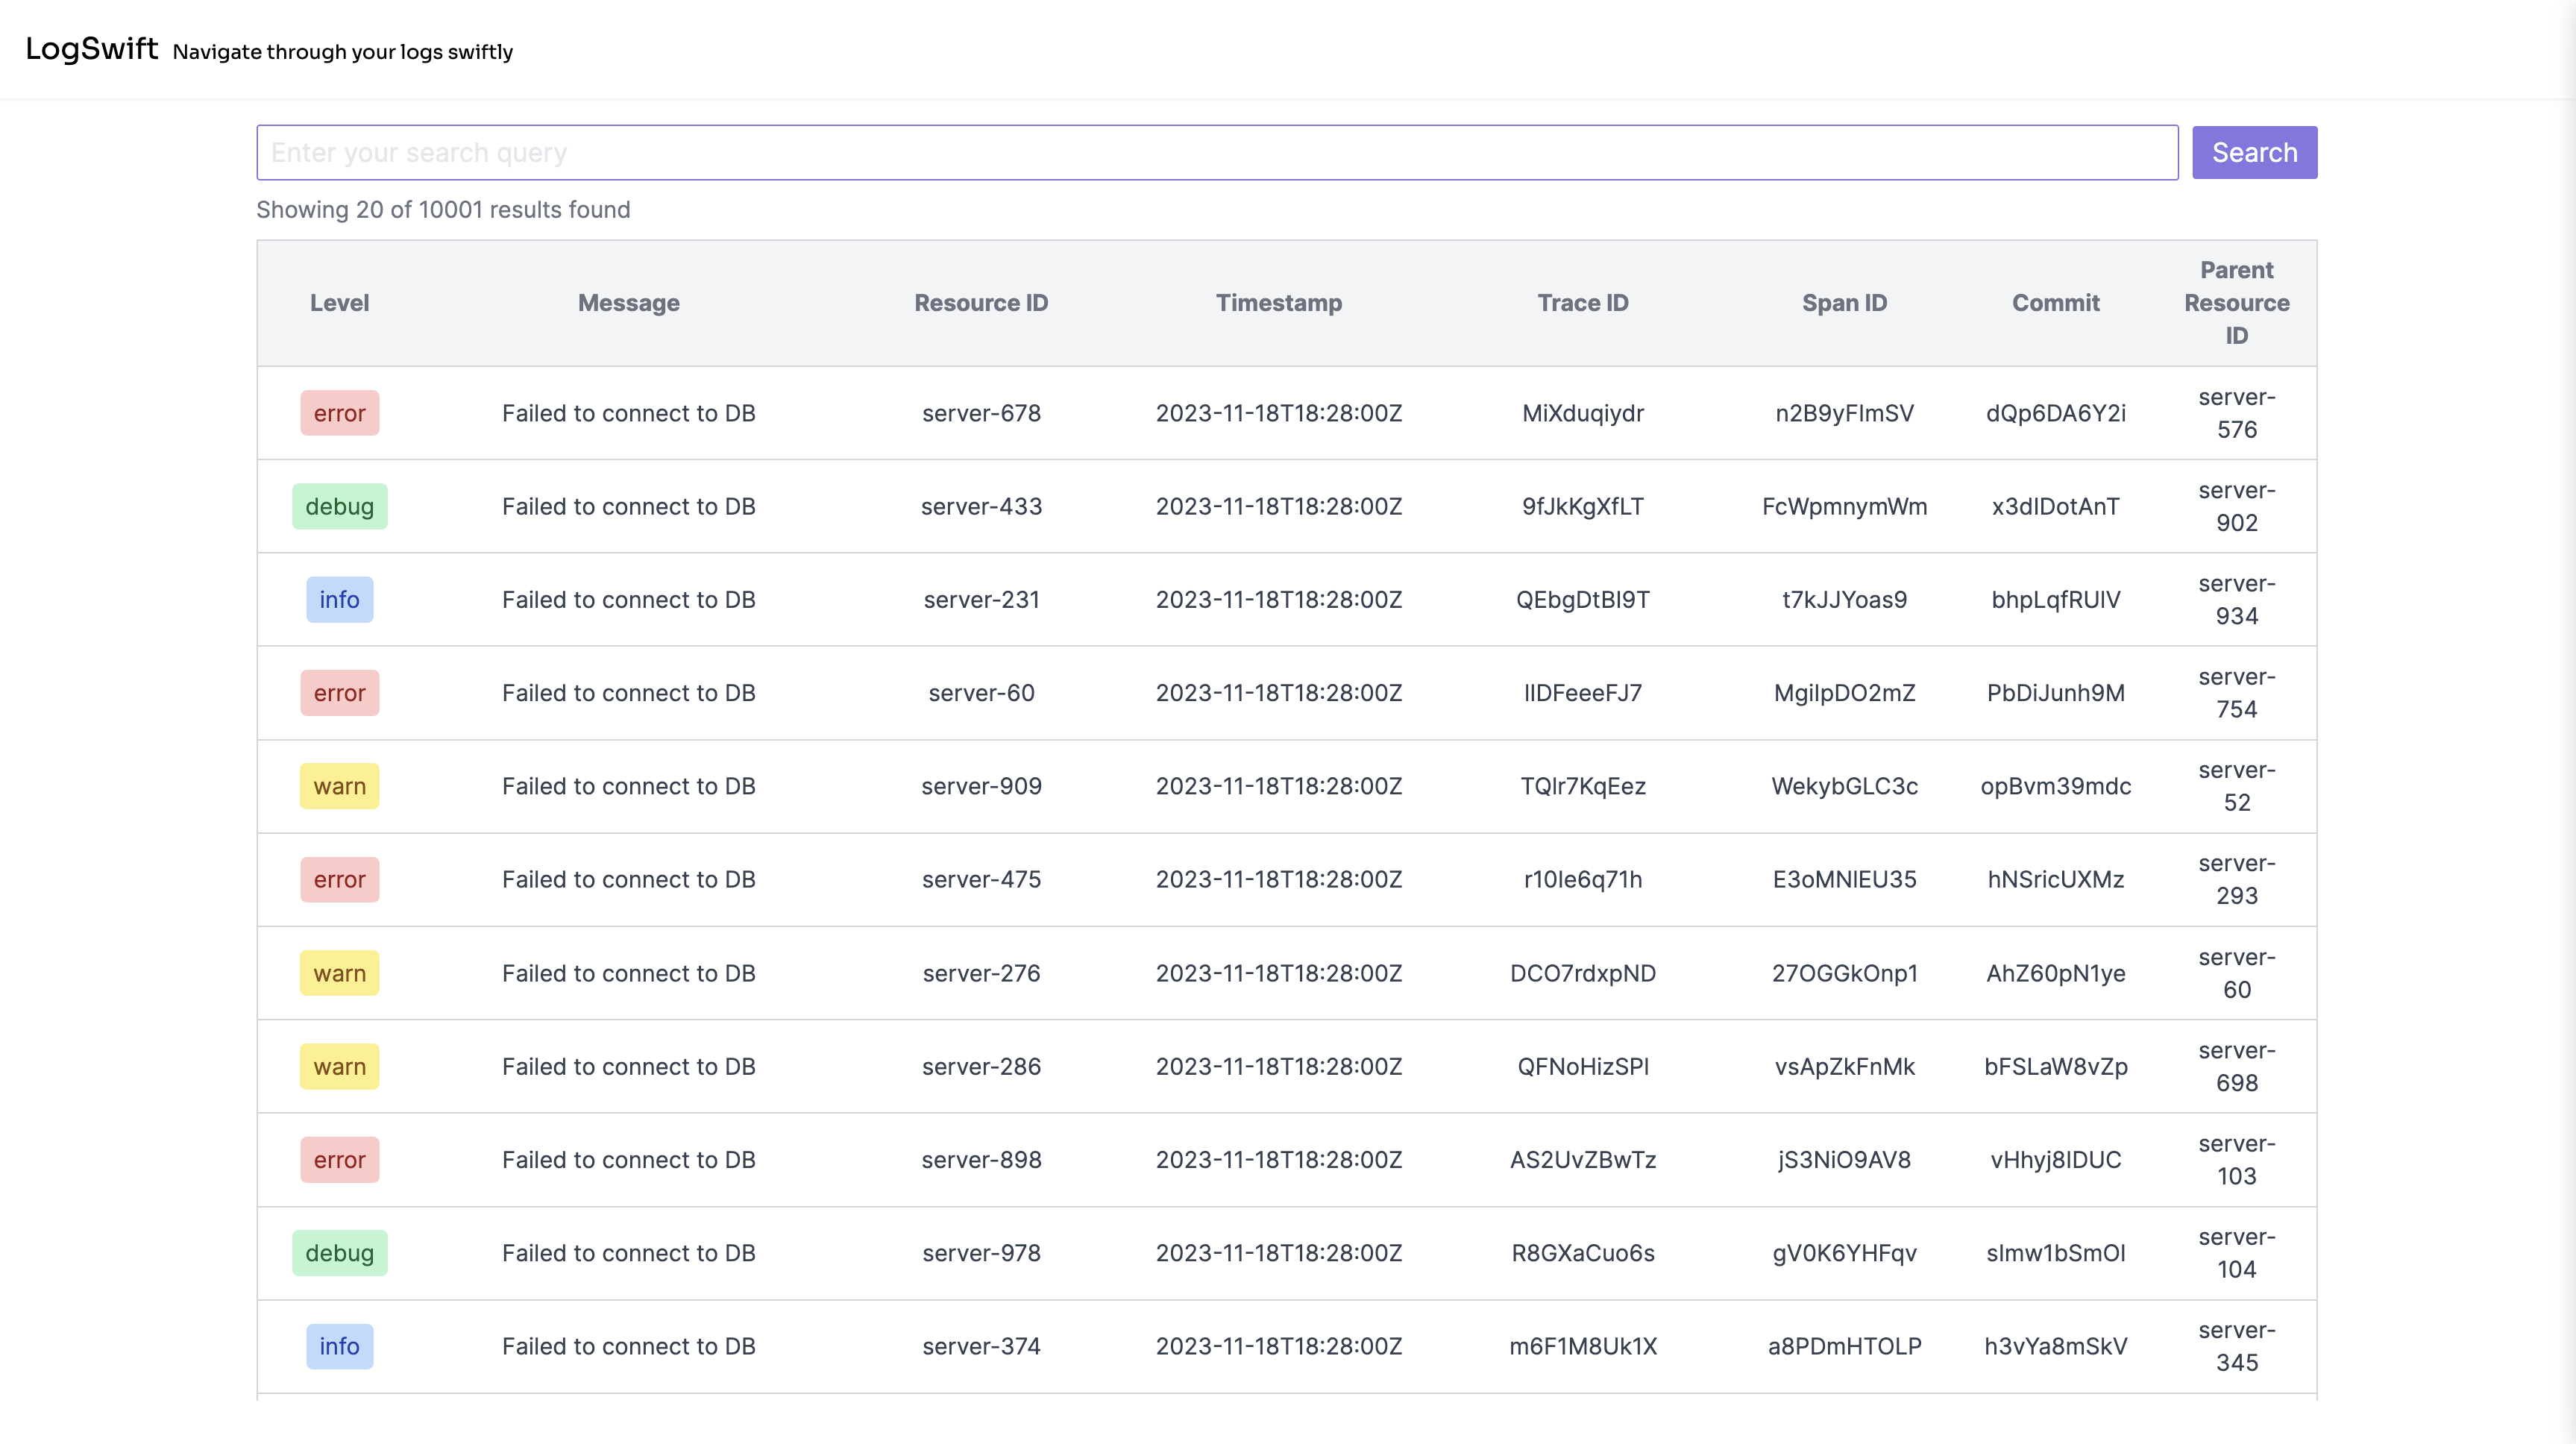 LogSwift Navigate through your logs swiftly
Enter your search query Search
Showing 20 of 10001 results found
Level Message Resource ID Timestamp Trace ID Span ID Commit Parent Resource ID
error Failed to connect to DB server-678 2023-11-18T18:28:00Z MiXduqiydr n2B9yFImSV dQp6DA6Y2i server-576
debug Failed to connect to DB server-433 2023-11-18T18:28:00Z 9fJkKgXfLT FcWpmnymWm x3dIDotAnT server-902
info Failed to connect to DB server-231 2023-11-18T18:28:00Z QEbgDtBI9T t7kJJYoas9 bhpLqfRUIV server-934
error Failed to connect to DB server-60 2023-11-18T18:28:00Z IIDFeeeFJ7 MgiIpDO2mZ PbDiJunh9M server-754
warn Failed to connect to DB server-909 2023-11-18T18:28:00Z TQIr7KqEez WekybGLC3c opBvm39mdc server-52
error Failed to connect to DB server-475 2023-11-18T18:28:00Z r10Ie6q71h E3oMNIEU35 hNSricUXMz server-293
warn Failed to connect to DB server-276 2023-11-18T18:28:00Z DCO7rdxpND 27OGGkOnp1 AhZ60pN1ye server-60
warn Failed to connect to DB server-286 2023-11-18T18:28:00Z QFNoHizSPI vsApZkFnMk bFSLaW8vZp server-698
error Failed to connect to DB server-898 2023-11-18T18:28:00Z AS2UvZBwTz jS3NiO9AV8 vHhyj8IDUC server-103
debug Failed to connect to DB server-978 2023-11-18T18:28:00Z R8GXaCuo6s gV0K6YHFqv sImw1bSmOI server-104
info Failed to connect to DB server-374 2023-11-18T18:28:00Z m6F1M8Uk1X a8PDmHTOLP h3vYa8mSkV server-345